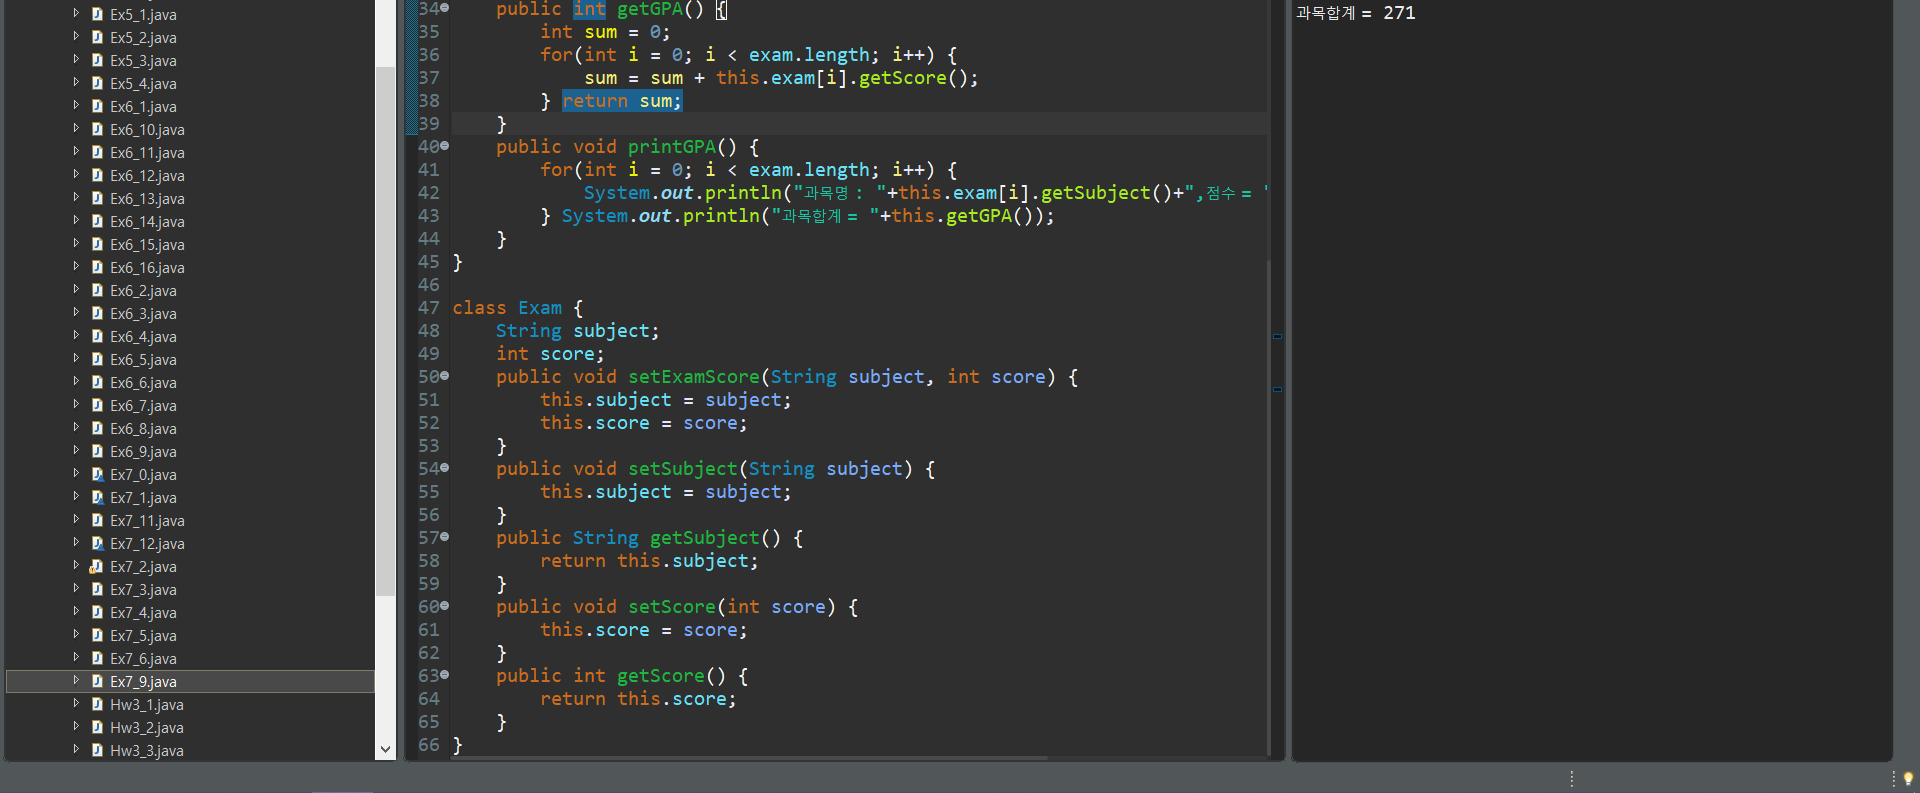 Ex5_1.java
Ex5_2.java
Ex5_3.java
Ex5_4.java
Ex6_1.java
Ex6_10.java
Ex6_11.java
Ex6_12.java
Ex6_13.java
Ex6_14.java
Ex6_15.java
Ex6_16.java
Ex6_2.java
Ex6_3.java
Ex6_4.java
Ex6_5.java
Ex6_6.java
Ex6_7.java
Ex6_8.java
Ex6_9.java
Ex7_0.java
Ex7_1.java
Ex7_11.java
Ex7_12.java
Ex7_2.java
Ex7_3.java
Ex7_4.java
Ex7_5.java
Ex7_6.java
Ex7_9.java
Hw3_1.java
Hw3_2.java
Hw3_3.java
34 public int getGPA() {
35 int sum = 0;
36 for(int i = 0; i < exam.length; i++) {
37 sum = sum + this.exam[i].getScore();
38 } return sum;
39 }
40 public void printGPA() {
41 for(int i = 0; i < exam.length; i++) {
42 System.out.println("과목명 : "+this.exam[i].getSubject()+",점수 = "
43 } System.out.println("과목합계 = "+this.getGPA());
44 }
45 }
46
47 class Exam {
48 String subject;
49 int score;
50 public void setExamScore(String subject, int score) {
51 this.subject = subject;
52 this.score = score;
53 }
54 public void setSubject(String subject) {
55 this.subject = subject;
56 }
57 public String getSubject() {
58 return this.subject;
59 }
60 public void setScore(int score) {
61 this.score = score;
62 }
63 public int getScore() {
64 return this.score;
65 }
66 }
과목합계 = 271